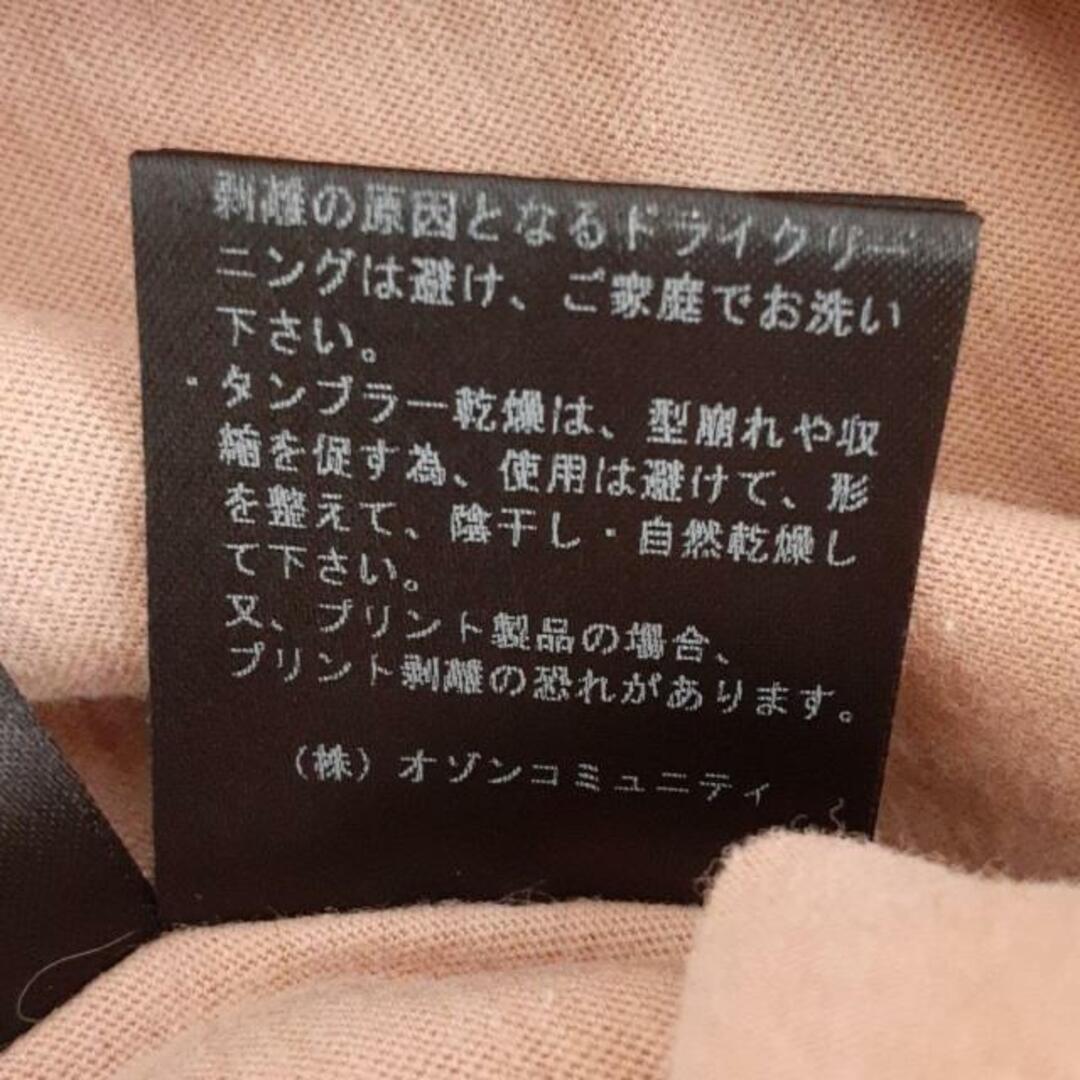 剥離の原因となるドライクリー
ニングは避け、ご家庭でお洗い
下さい。
・タンブラー乾燥は、型崩れや収
縮を促す為、使用は避けて、形
を整えて、陰干し・自然乾燥し
て下さい。
又、プリント製品の場合、
プリント剥離の恐れがあります。
（株）オゾンコミュニティ